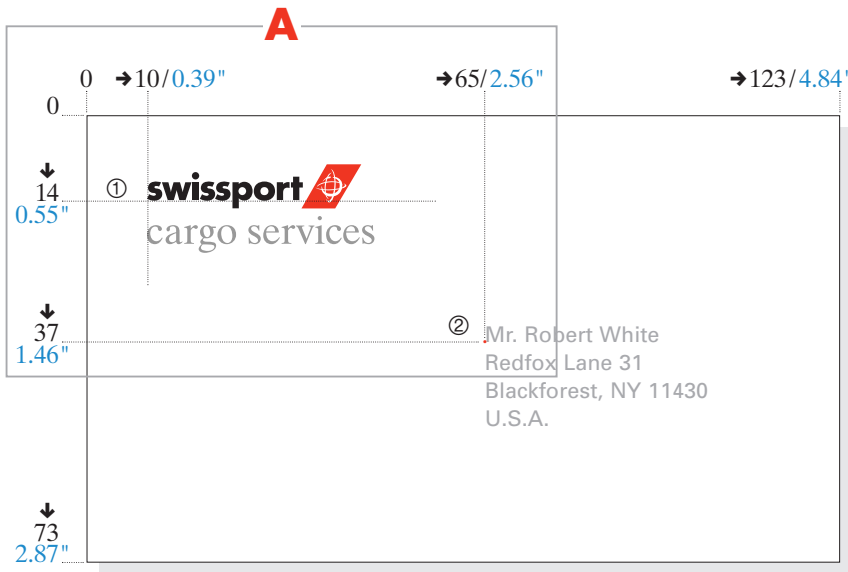 A
0 ➔10/0.39" ➔65/2.56" ➔123/4.84"
0
➔
14
0.55"
① swissport
cargo services
➔
37
1.46"
② Mr. Robert White
Redfox Lane 31
Blackforest, NY 11430
U.S.A.
➔
73
2.87"